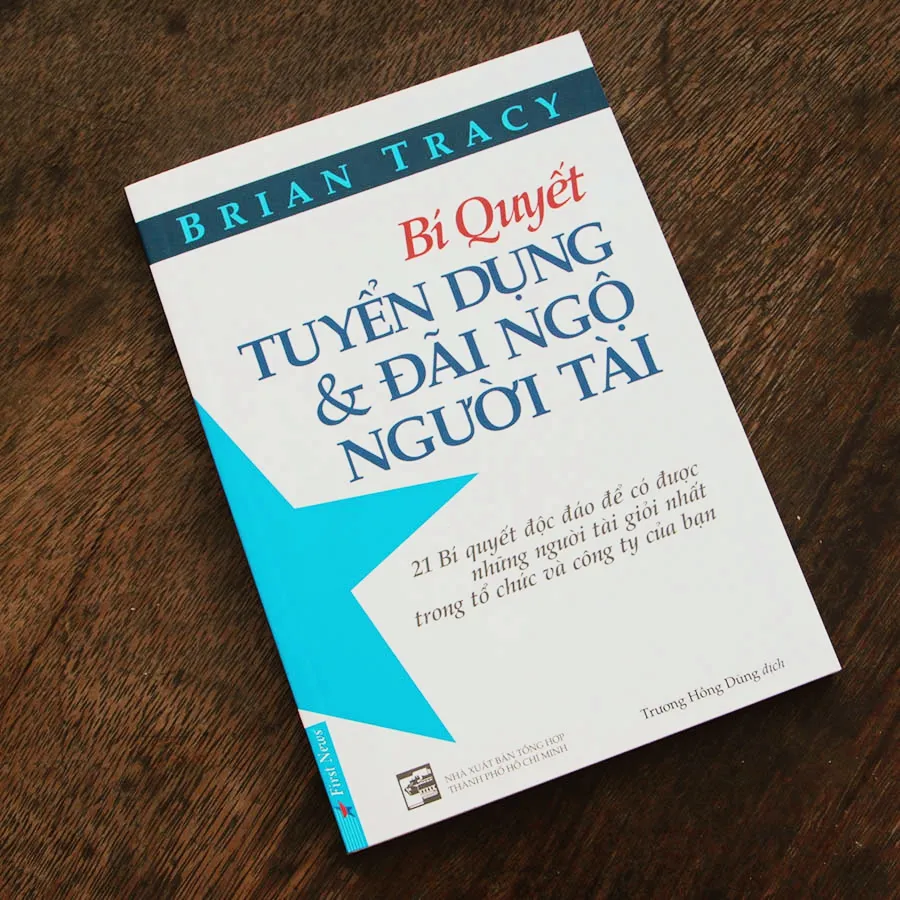 BRIAN TRACY
Bí Quyết
TUYỂN DỤNG
& ĐÃI NGỘ
NGƯỜI TÀI
21 Bí quyết độc đáo để có được
những người tài giỏi nhất
trong tổ chức và công ty của bạn
Trương Hồng Dũng dịch
NHÀ XUẤT BẢN TỔNG HỢP
THÀNH PHỐ HỒ CHÍ MINH
First News